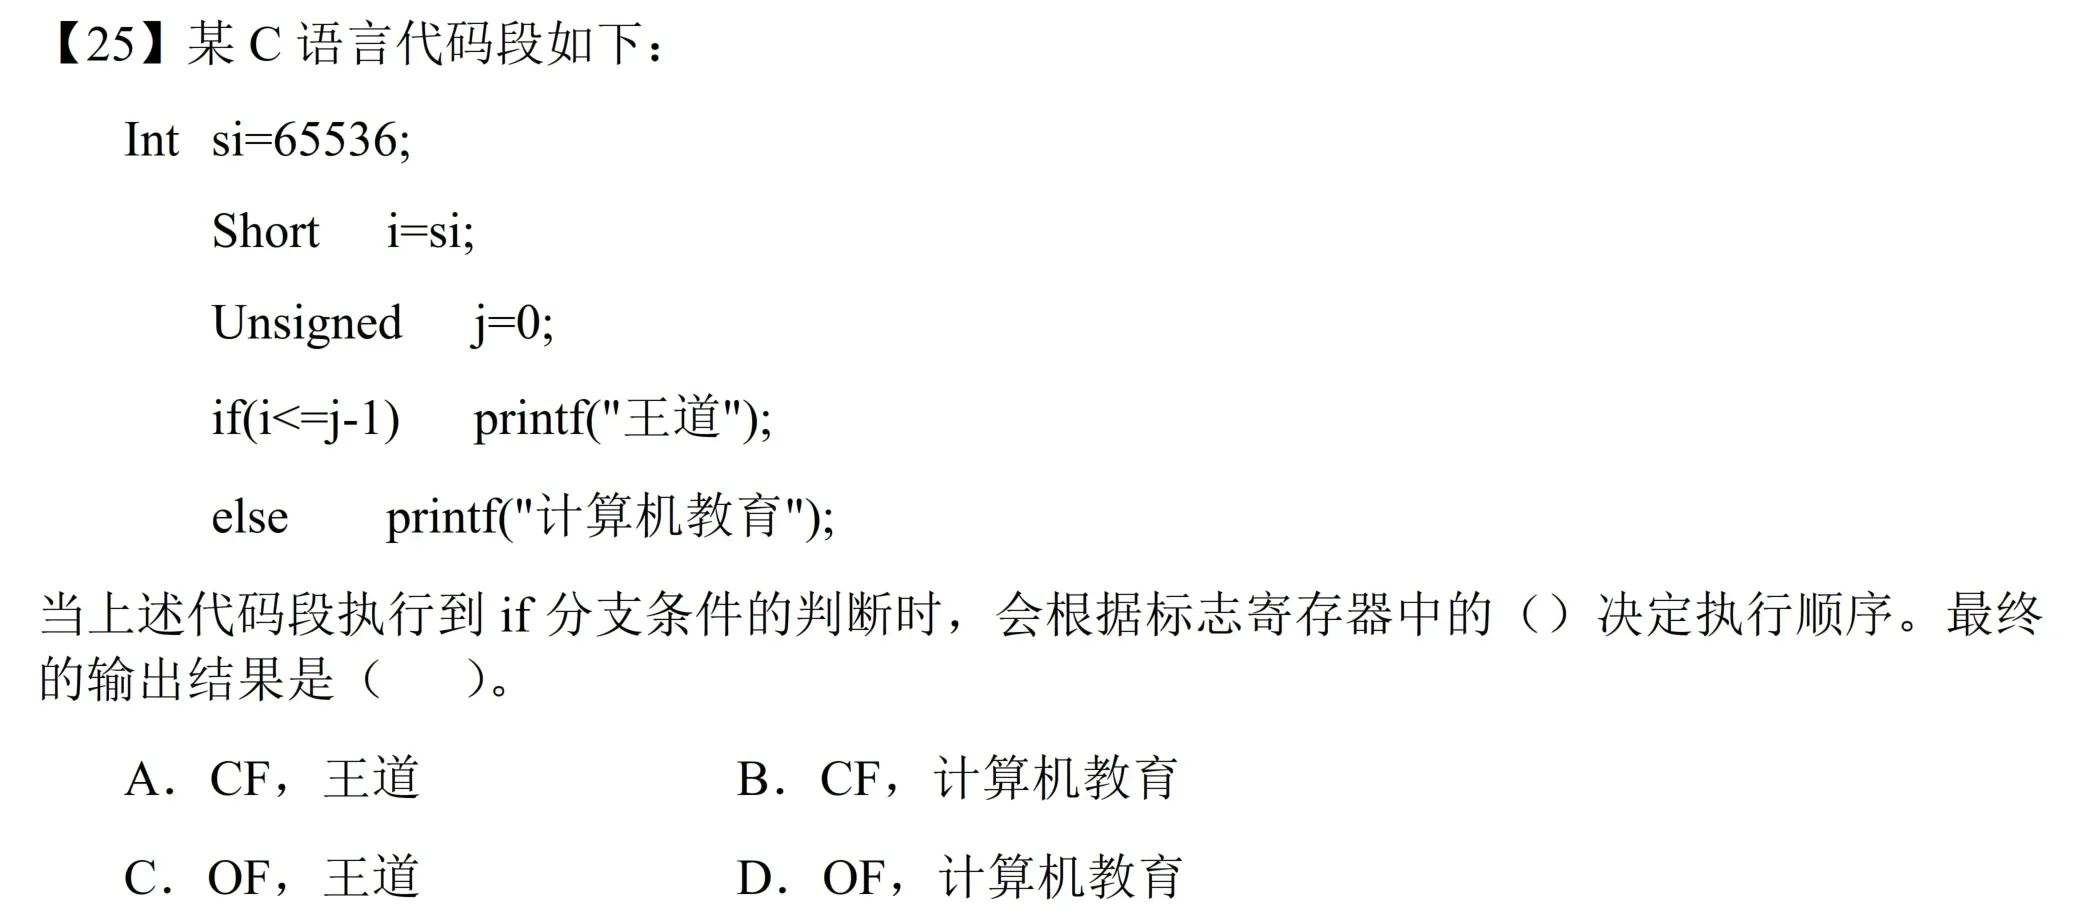 【25】某 C 语言代码段如下：
Int si=65536;
Short i=si;
Unsigned j=0;
if(i<=j-1) printf("王道");
else printf("计算机教育");
当上述代码段执行到 if 分支条件的判断时，会根据标志寄存器中的（）决定执行顺序。最终
的输出结果是（ ）。
A．CF，王道 B．CF，计算机教育
C．OF，王道 D．OF，计算机教育